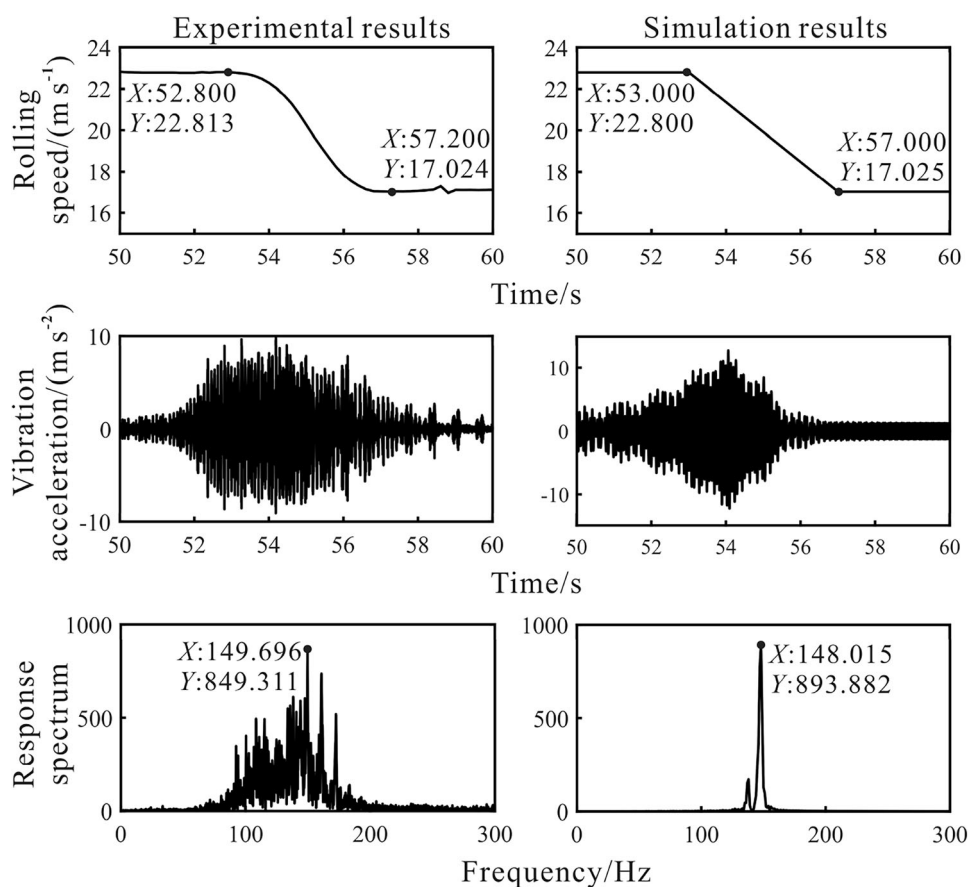 Experimental results
Simulation results
Rolling
speed/(m s⁻¹)
24
22
20
18
16
X:52.800
Y:22.813
X:57.200
Y:17.024
50 52 54 56 58 60
24
22
20
18
16
X:53.000
Y:22.800
X:57.000
Y:17.025
50 52 54 56 58 60
Time/s
Vibration
acceleration/(m s⁻²)
10
0
-10
50 52 54 56 58 60
10
0
-10
50 52 54 56 58 60
Time/s
Response
spectrum
1000
500
0
X:149.696
Y:849.311
0 100 200 300
1000
500
0
X:148.015
Y:893.882
100 200 300
Frequency/Hz